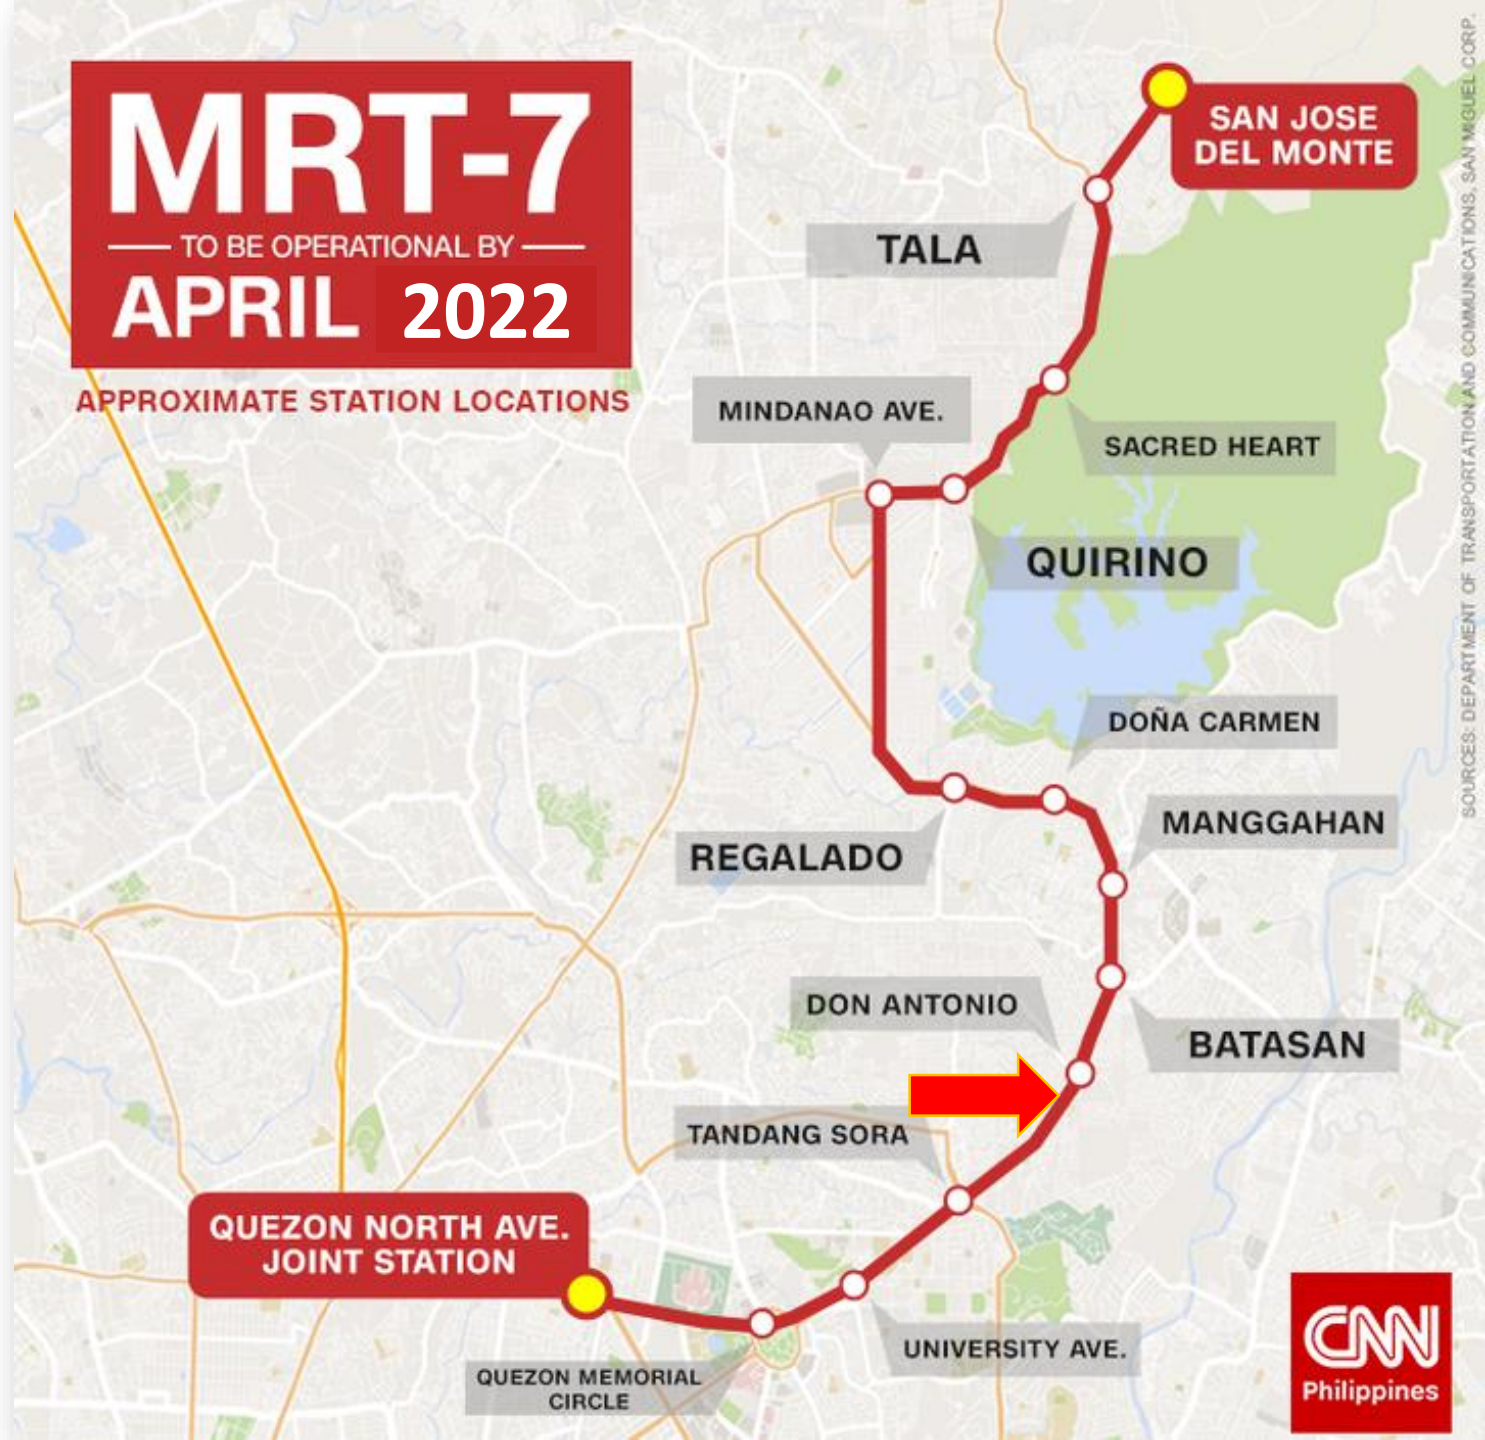 MRT-7
TO BE OPERATIONAL BY
APRIL 2022
APPROXIMATE STATION LOCATIONS
SAN JOSE
DEL MONTE
TALA
MINDANAO AVE.
SACRED HEART
QUIRINO
DOÑA CARMEN
REGALADO
MANGGAHAN
DON ANTONIO
BATASAN
TANDANG SORA
QUEZON NORTH AVE.
JOINT STATION
UNIVERSITY AVE.
QUEZON MEMORIAL
CIRCLE
CNN
Philippines
SOURCES: DEPARTMENT OF TRANSPORTATION AND COMMUNICATIONS, SAN MIGUEL CORP.